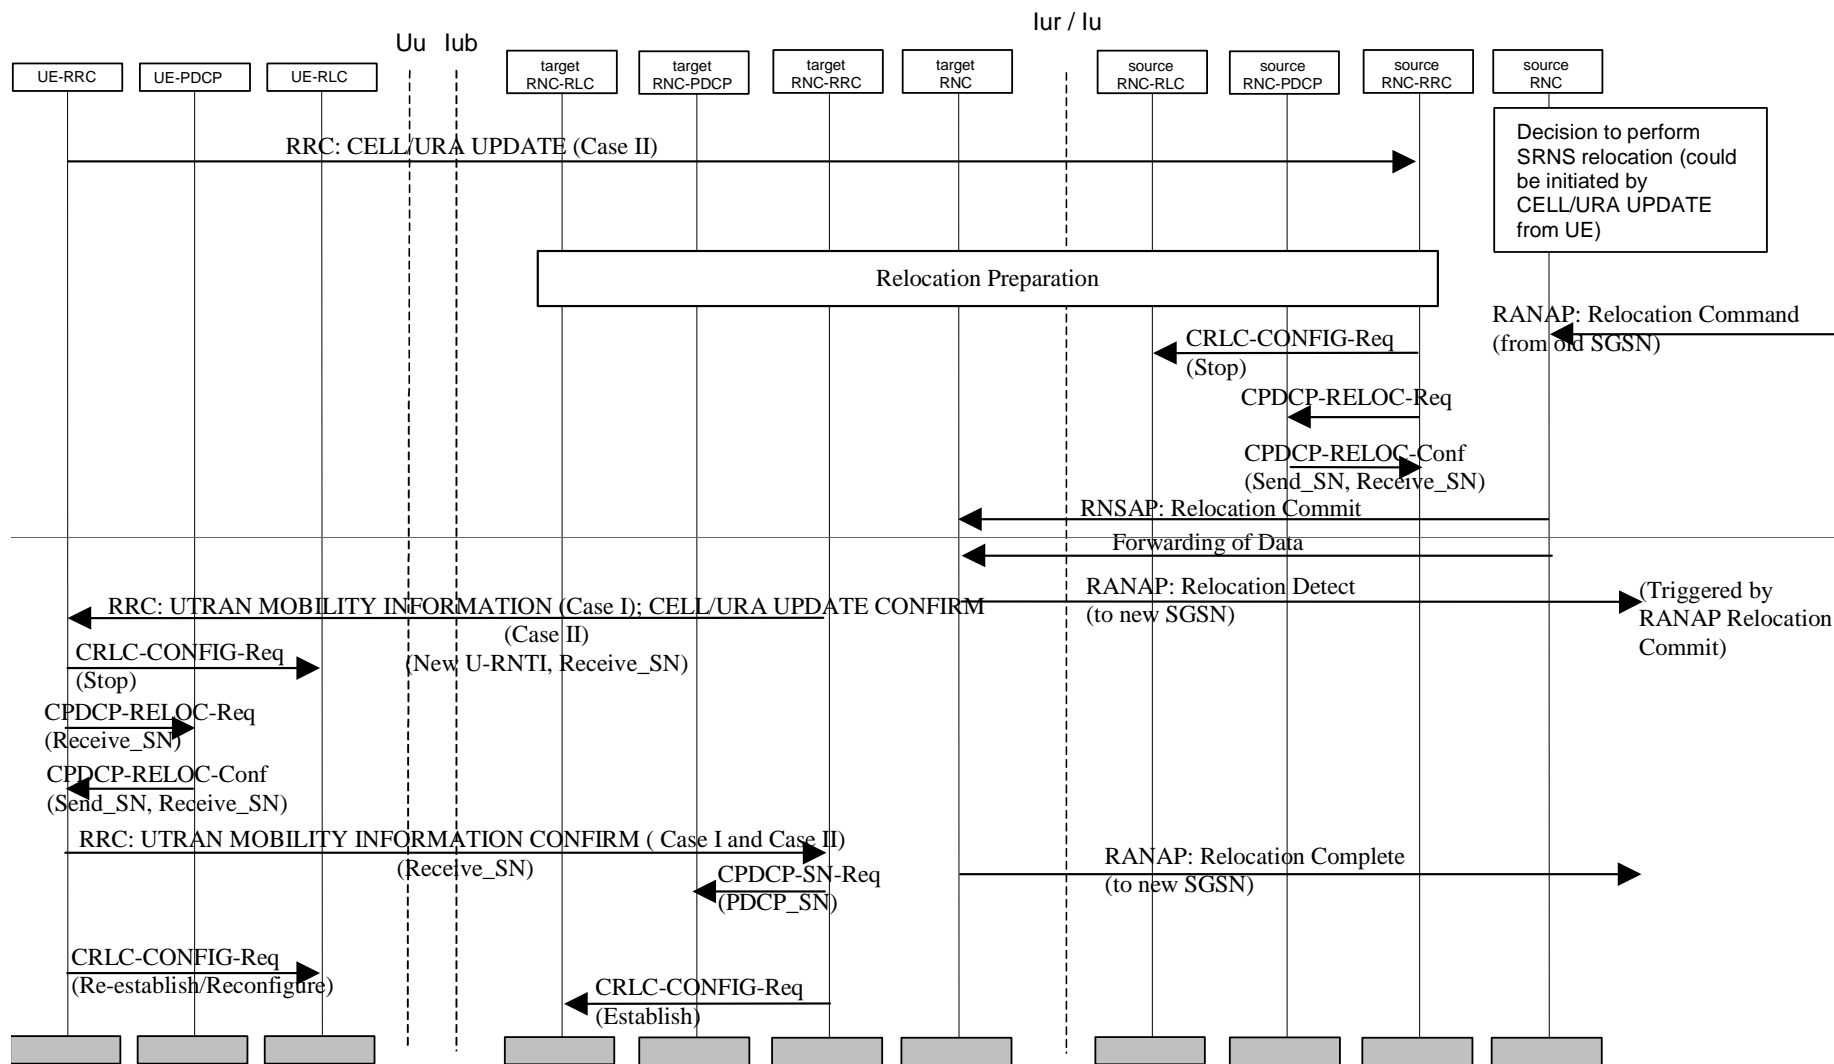 Iur / Iu
Uu Iub
UE-RRC
UE-PDCP
UE-RLC
target
RNC-RLC
target
RNC-PDCP
target
RNC-RRC
target
RNC
source
RNC-RLC
source
RNC-PDCP
source
RNC-RRC
source
RNC
Decision to perform
SRNS relocation (could
be initiated by
CELL/URA UPDATE
from UE)
RRC: CELL/URA UPDATE (Case II)
Relocation Preparation
RANAP: Relocation Command
(from old SGSN)
CRLC-CONFIG-Req
(Stop)
CPDCP-RELOC-Req
CPDCP-RELOC-Conf
(Send_SN, Receive_SN)
RNSAP: Relocation Commit
Forwarding of Data
RANAP: Relocation Detect
(to new SGSN)
(Triggered by
RANAP Relocation
Commit)
RRC: UTRAN MOBILITY INFORMATION (Case I); CELL/URA UPDATE CONFIRM
(Case II)
(New U-RNTI, Receive_SN)
CRLC-CONFIG-Req
(Stop)
CPDCP-RELOC-Req
(Receive_SN)
CPDCP-RELOC-Conf
(Send_SN, Receive_SN)
RRC: UTRAN MOBILITY INFORMATION CONFIRM ( Case I and Case II)
(Receive_SN)
RANAP: Relocation Complete
(to new SGSN)
CPDCP-SN-Req
(PDCP_SN)
CRLC-CONFIG-Req
(Re-establish/Reconfigure)
CRLC-CONFIG-Req
(Establish)